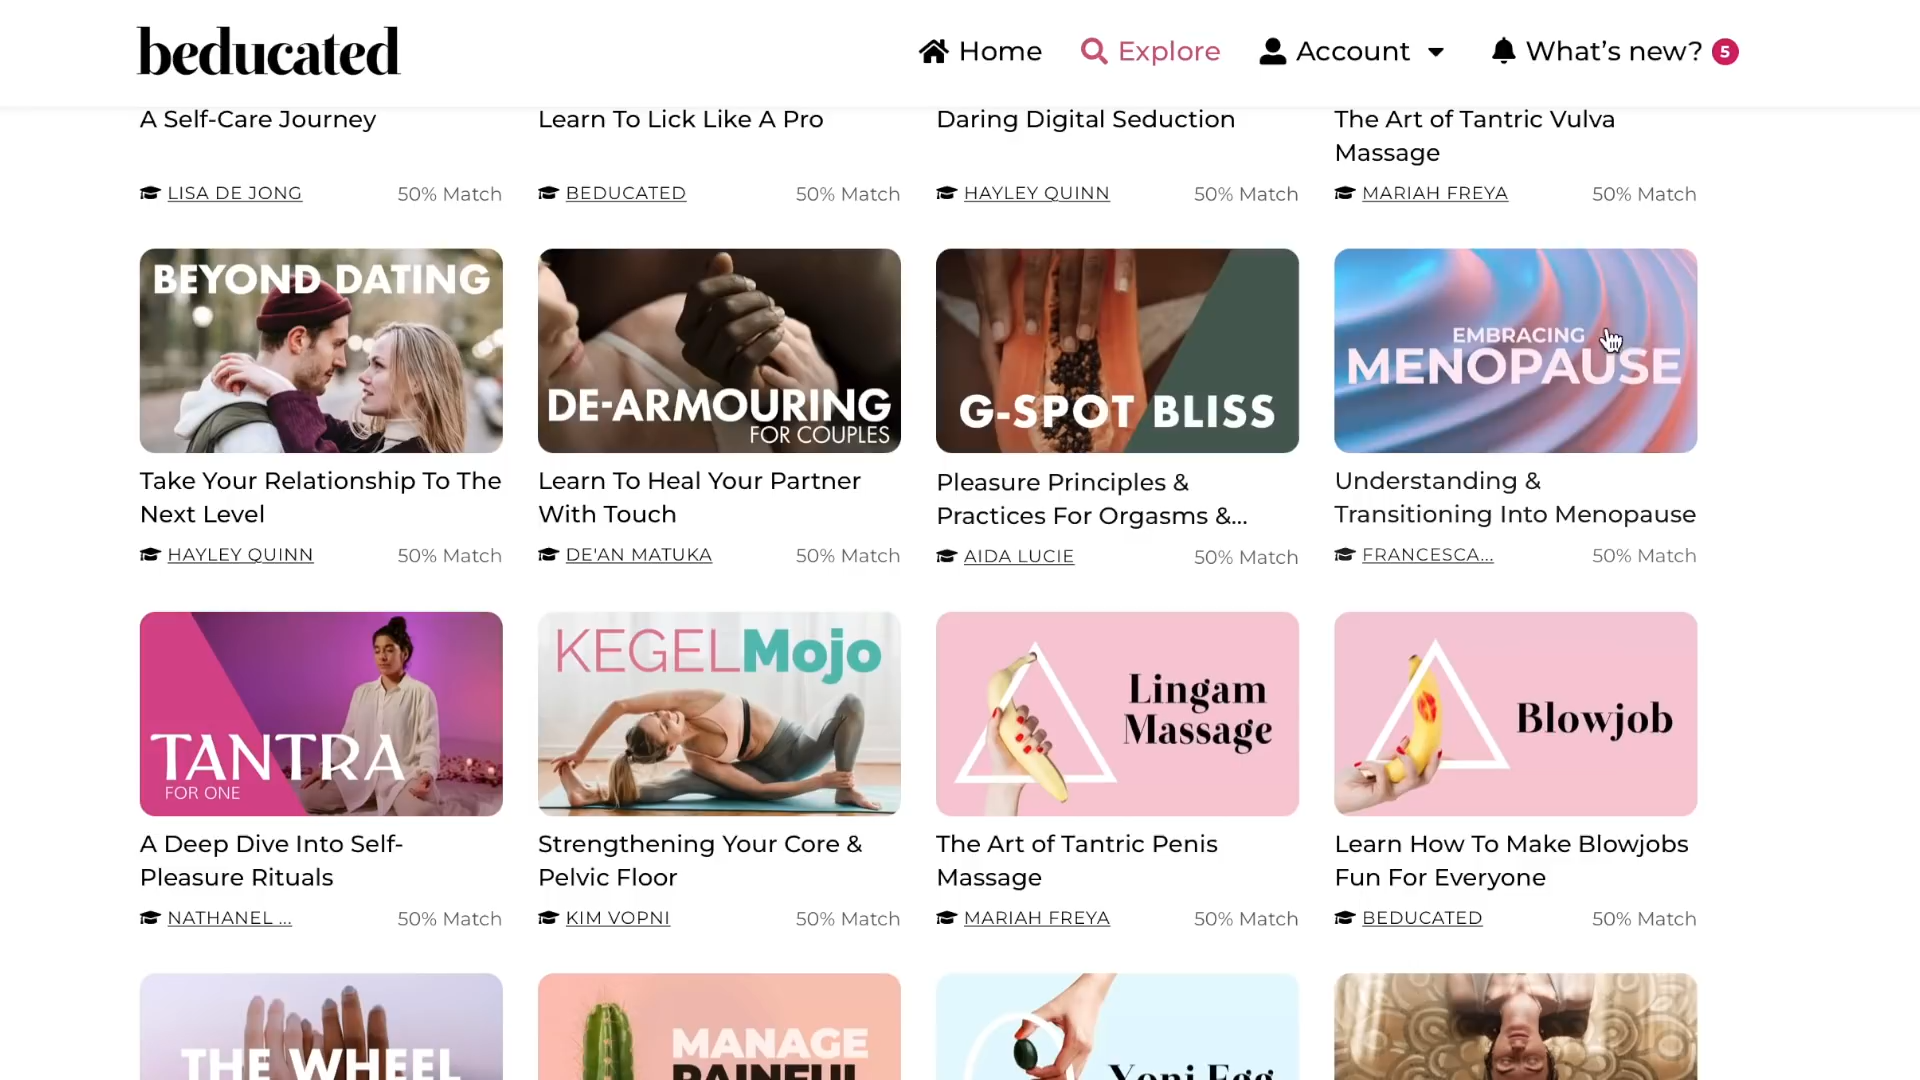 beducated
Home
Explore
Account
What's new?
5
A Self-Care Journey
Learn To Lick Like A Pro
Daring Digital Seduction
The Art of Tantric Vulva
Massage
LISA DE JONG
50% Match
BEDUCATED
50% Match
HAYLEY QUINN
50% Match
MARIAH FREYA
50% Match
BEYOND DATING
DE-ARMOURING
FOR COUPLES
G-SPOT BLISS
EMBRACING
MENOPAUSE
Take Your Relationship To The
Next Level
Learn To Heal Your Partner
With Touch
Pleasure Principles &
Practices For Orgasms &...
Understanding &
Transitioning Into Menopause
HAYLEY QUINN
50% Match
DE'AN MATUKA
50% Match
AIDA LUCIE
50% Match
FRANCESCA...
50% Match
TANTRA
FOR ONE
KEGELMojo
Lingam
Massage
Blowjob
A Deep Dive Into Self-
Pleasure Rituals
Strengthening Your Core &
Pelvic Floor
The Art of Tantric Penis
Massage
Learn How To Make Blowjobs
Fun For Everyone
NATHANEL ...
50% Match
KIM VOPNI
50% Match
MARIAH FREYA
50% Match
BEDUCATED
50% Match
THE WHEEL
MANAGE
PAINFUL
Yoni Egg